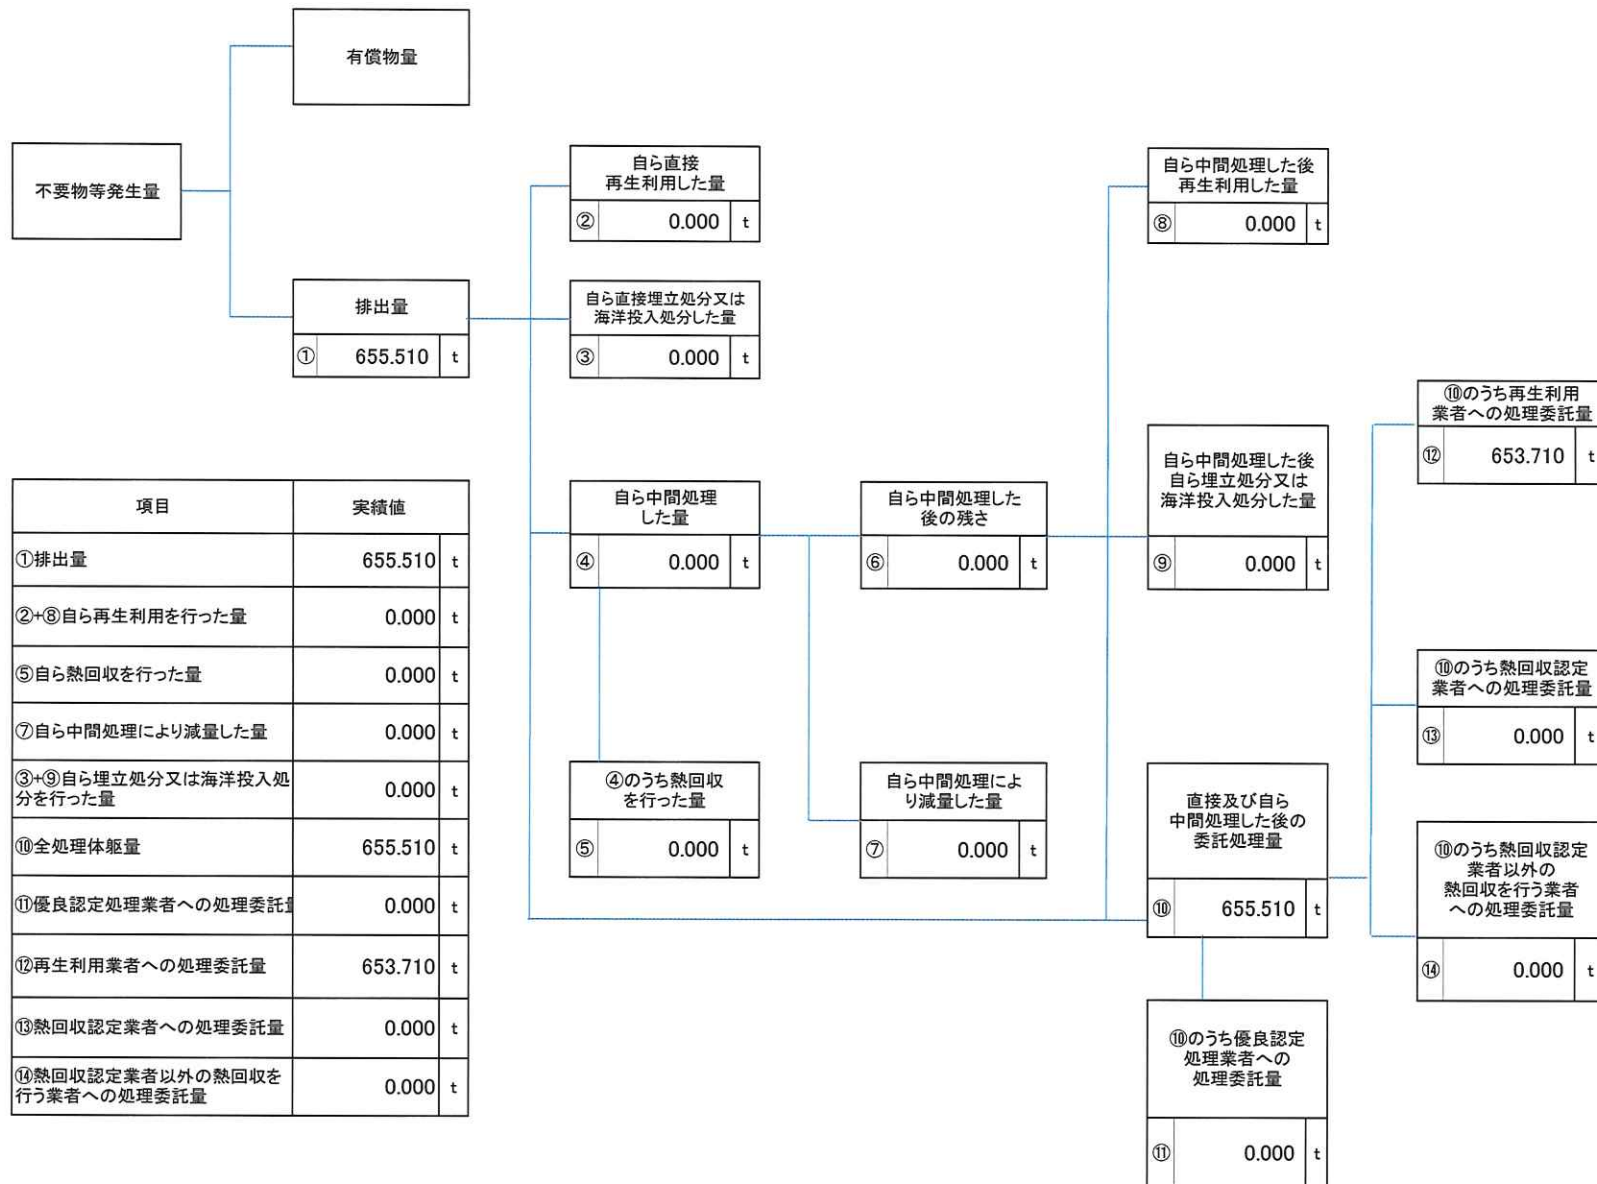 有償物量
不要物等発生量
排出量
① 655.510 t
自ら直接
再生利用した量
② 0.000 t
自ら直接埋立処分又は
海洋投入処分した量
③ 0.000 t
自ら中間処理
した量
④ 0.000 t
④のうち熱回収
を行った量
⑤ 0.000 t
自ら中間処理した
後の残さ
⑥ 0.000 t
自ら中間処理によ
り減量した量
⑦ 0.000 t
自ら中間処理した後
再生利用した量
⑧ 0.000 t
自ら中間処理した後
自ら埋立処分又は
海洋投入処分した量
⑨ 0.000 t
直接及び自ら
中間処理した後の
委託処理量
⑩ 655.510 t
⑩のうち優良認定
処理業者への
処理委託量
⑪ 0.000 t
⑩のうち再生利用
業者への処理委託量
⑫ 653.710 t
⑩のうち熱回収認定
業者への処理委託量
⑬ 0.000 t
⑩のうち熱回収認定
業者以外の
熱回収を行う業者
への処理委託量
⑭ 0.000 t
項目 実績値
①排出量 655.510 t
②+⑧自ら再生利用を行った量 0.000 t
⑤自ら熱回収を行った量 0.000 t
⑦自ら中間処理により減量した量 0.000 t
③+⑨自ら埋立処分又は海洋投入処
分を行った量 0.000 t
⑩全処理体躯量 655.510 t
⑪優良認定処理業者への処理委託 0.000 t
⑫再生利用業者への処理委託量 653.710 t
⑬熱回収認定業者への処理委託量 0.000 t
⑭熱回収認定業者以外の熱回収を
行う業者への処理委託量 0.000 t